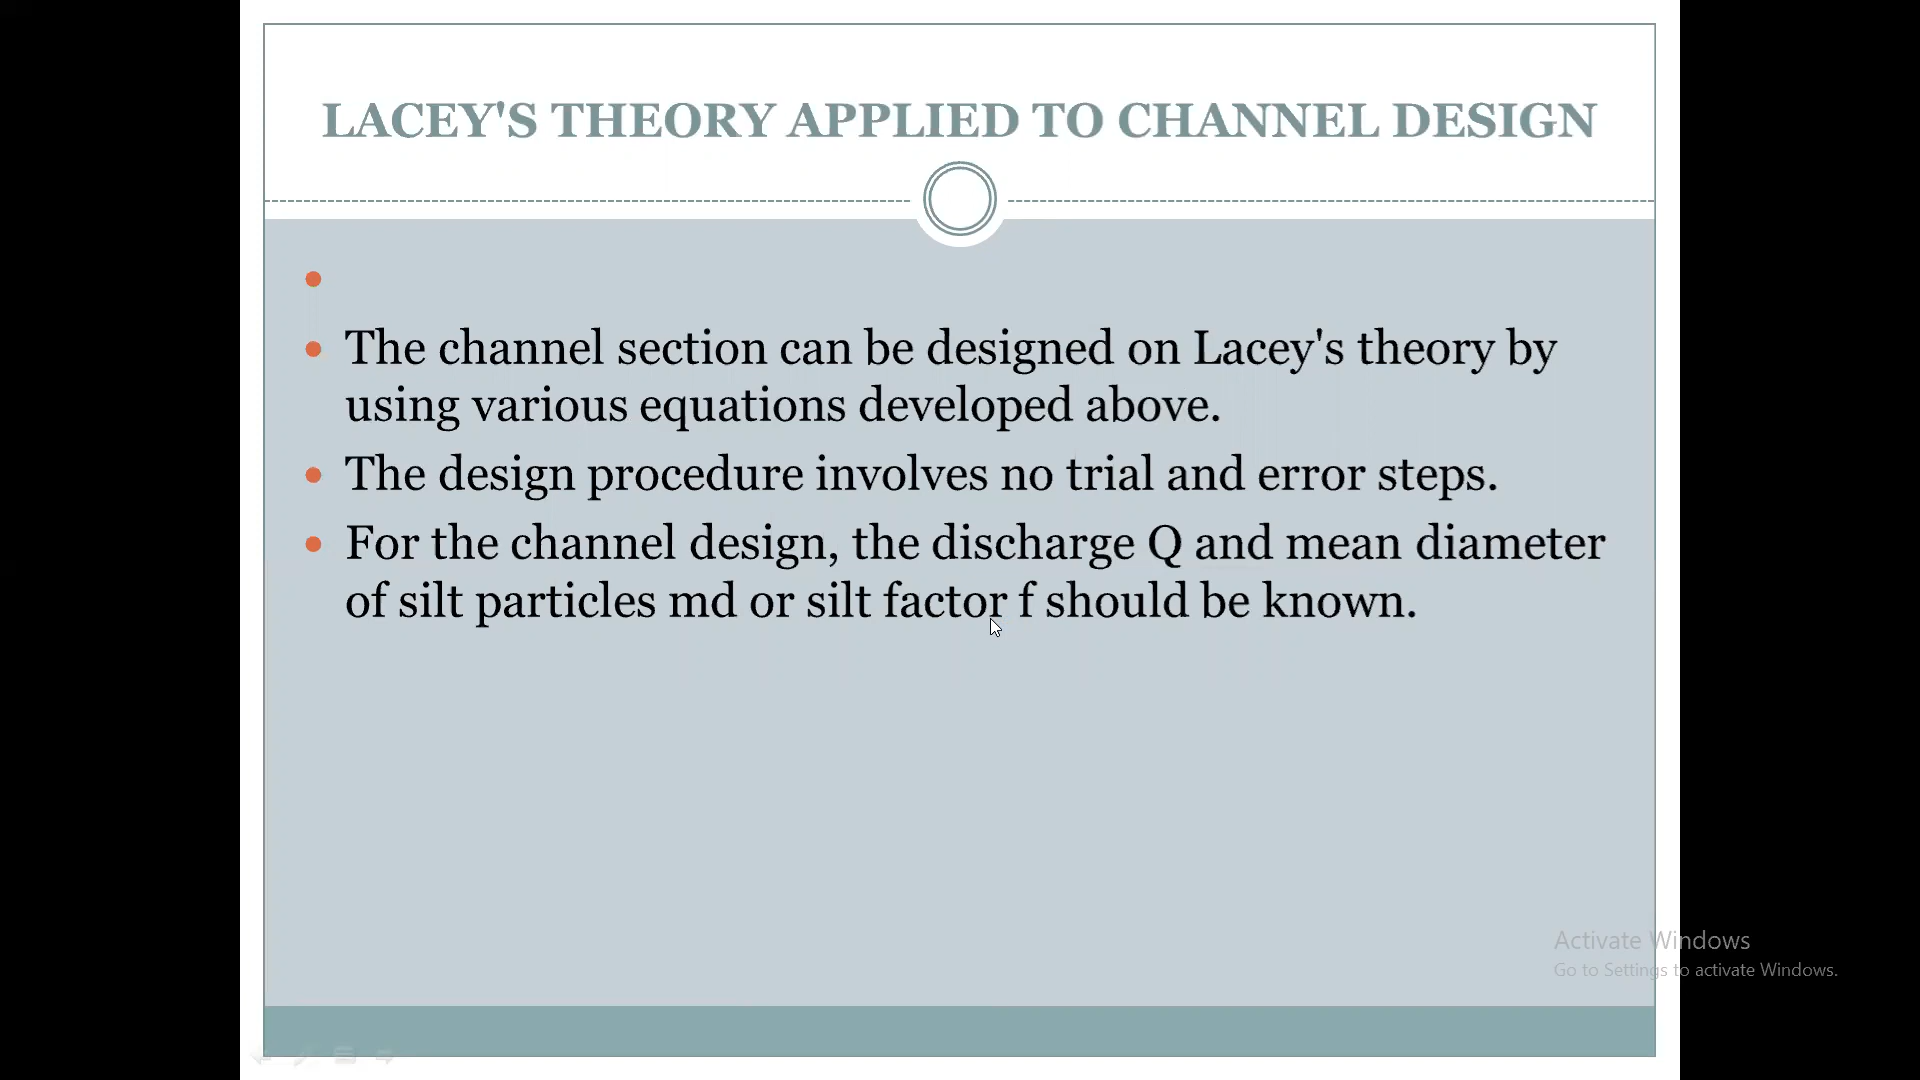 LACEY'S THEORY APPLIED TO CHANNEL DESIGN
The channel section can be designed on Lacey's theory by
using various equations developed above.
The design procedure involves no trial and error steps.
For the channel design, the discharge Q and mean diameter
of silt particles md or silt factor f should be known.
Activate Windows
Go to Settings to activate Windows.